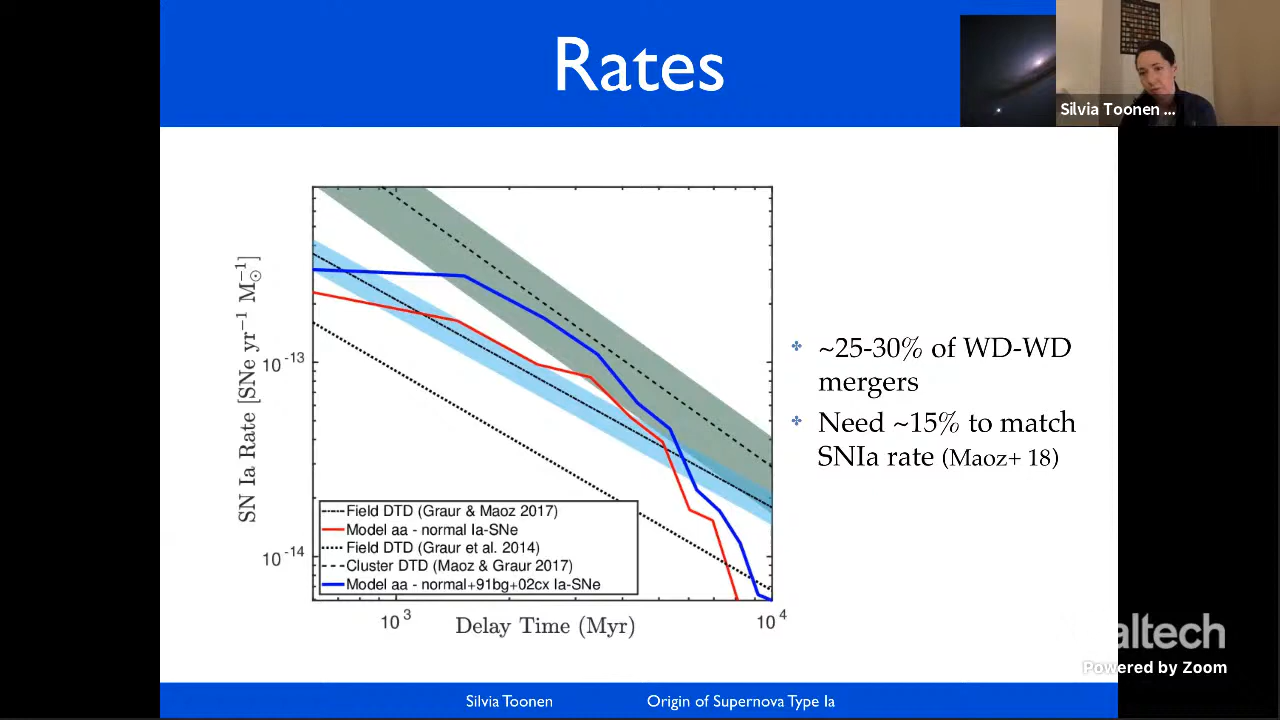 Rates
Silvia Toonen ...
SN Ia Rate [SNe yr⁻¹ M⊙⁻¹]
10⁻¹³
10⁻¹⁴
Field DTD (Graur & Maoz 2017)
Model aa - normal Ia-SNe
Field DTD (Graur et al. 2014)
Cluster DTD (Maoz & Graur 2017)
Model aa - normal+91bg+02cx Ia-SNe
10³
10⁴
Delay Time (Myr)
~25-30% of WD-WD
mergers
Need ~15% to match
SNIa rate (Maoz+ 18)
altech
Powered by Zoom
Silvia Toonen
Origin of Supernova Type Ia